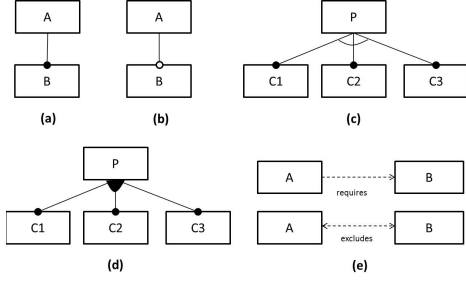 A A P
B B C1 C2 C3
(a) (b) (c)
P A B
requires
C1 C2 C3 A B
excludes
(d) (e)